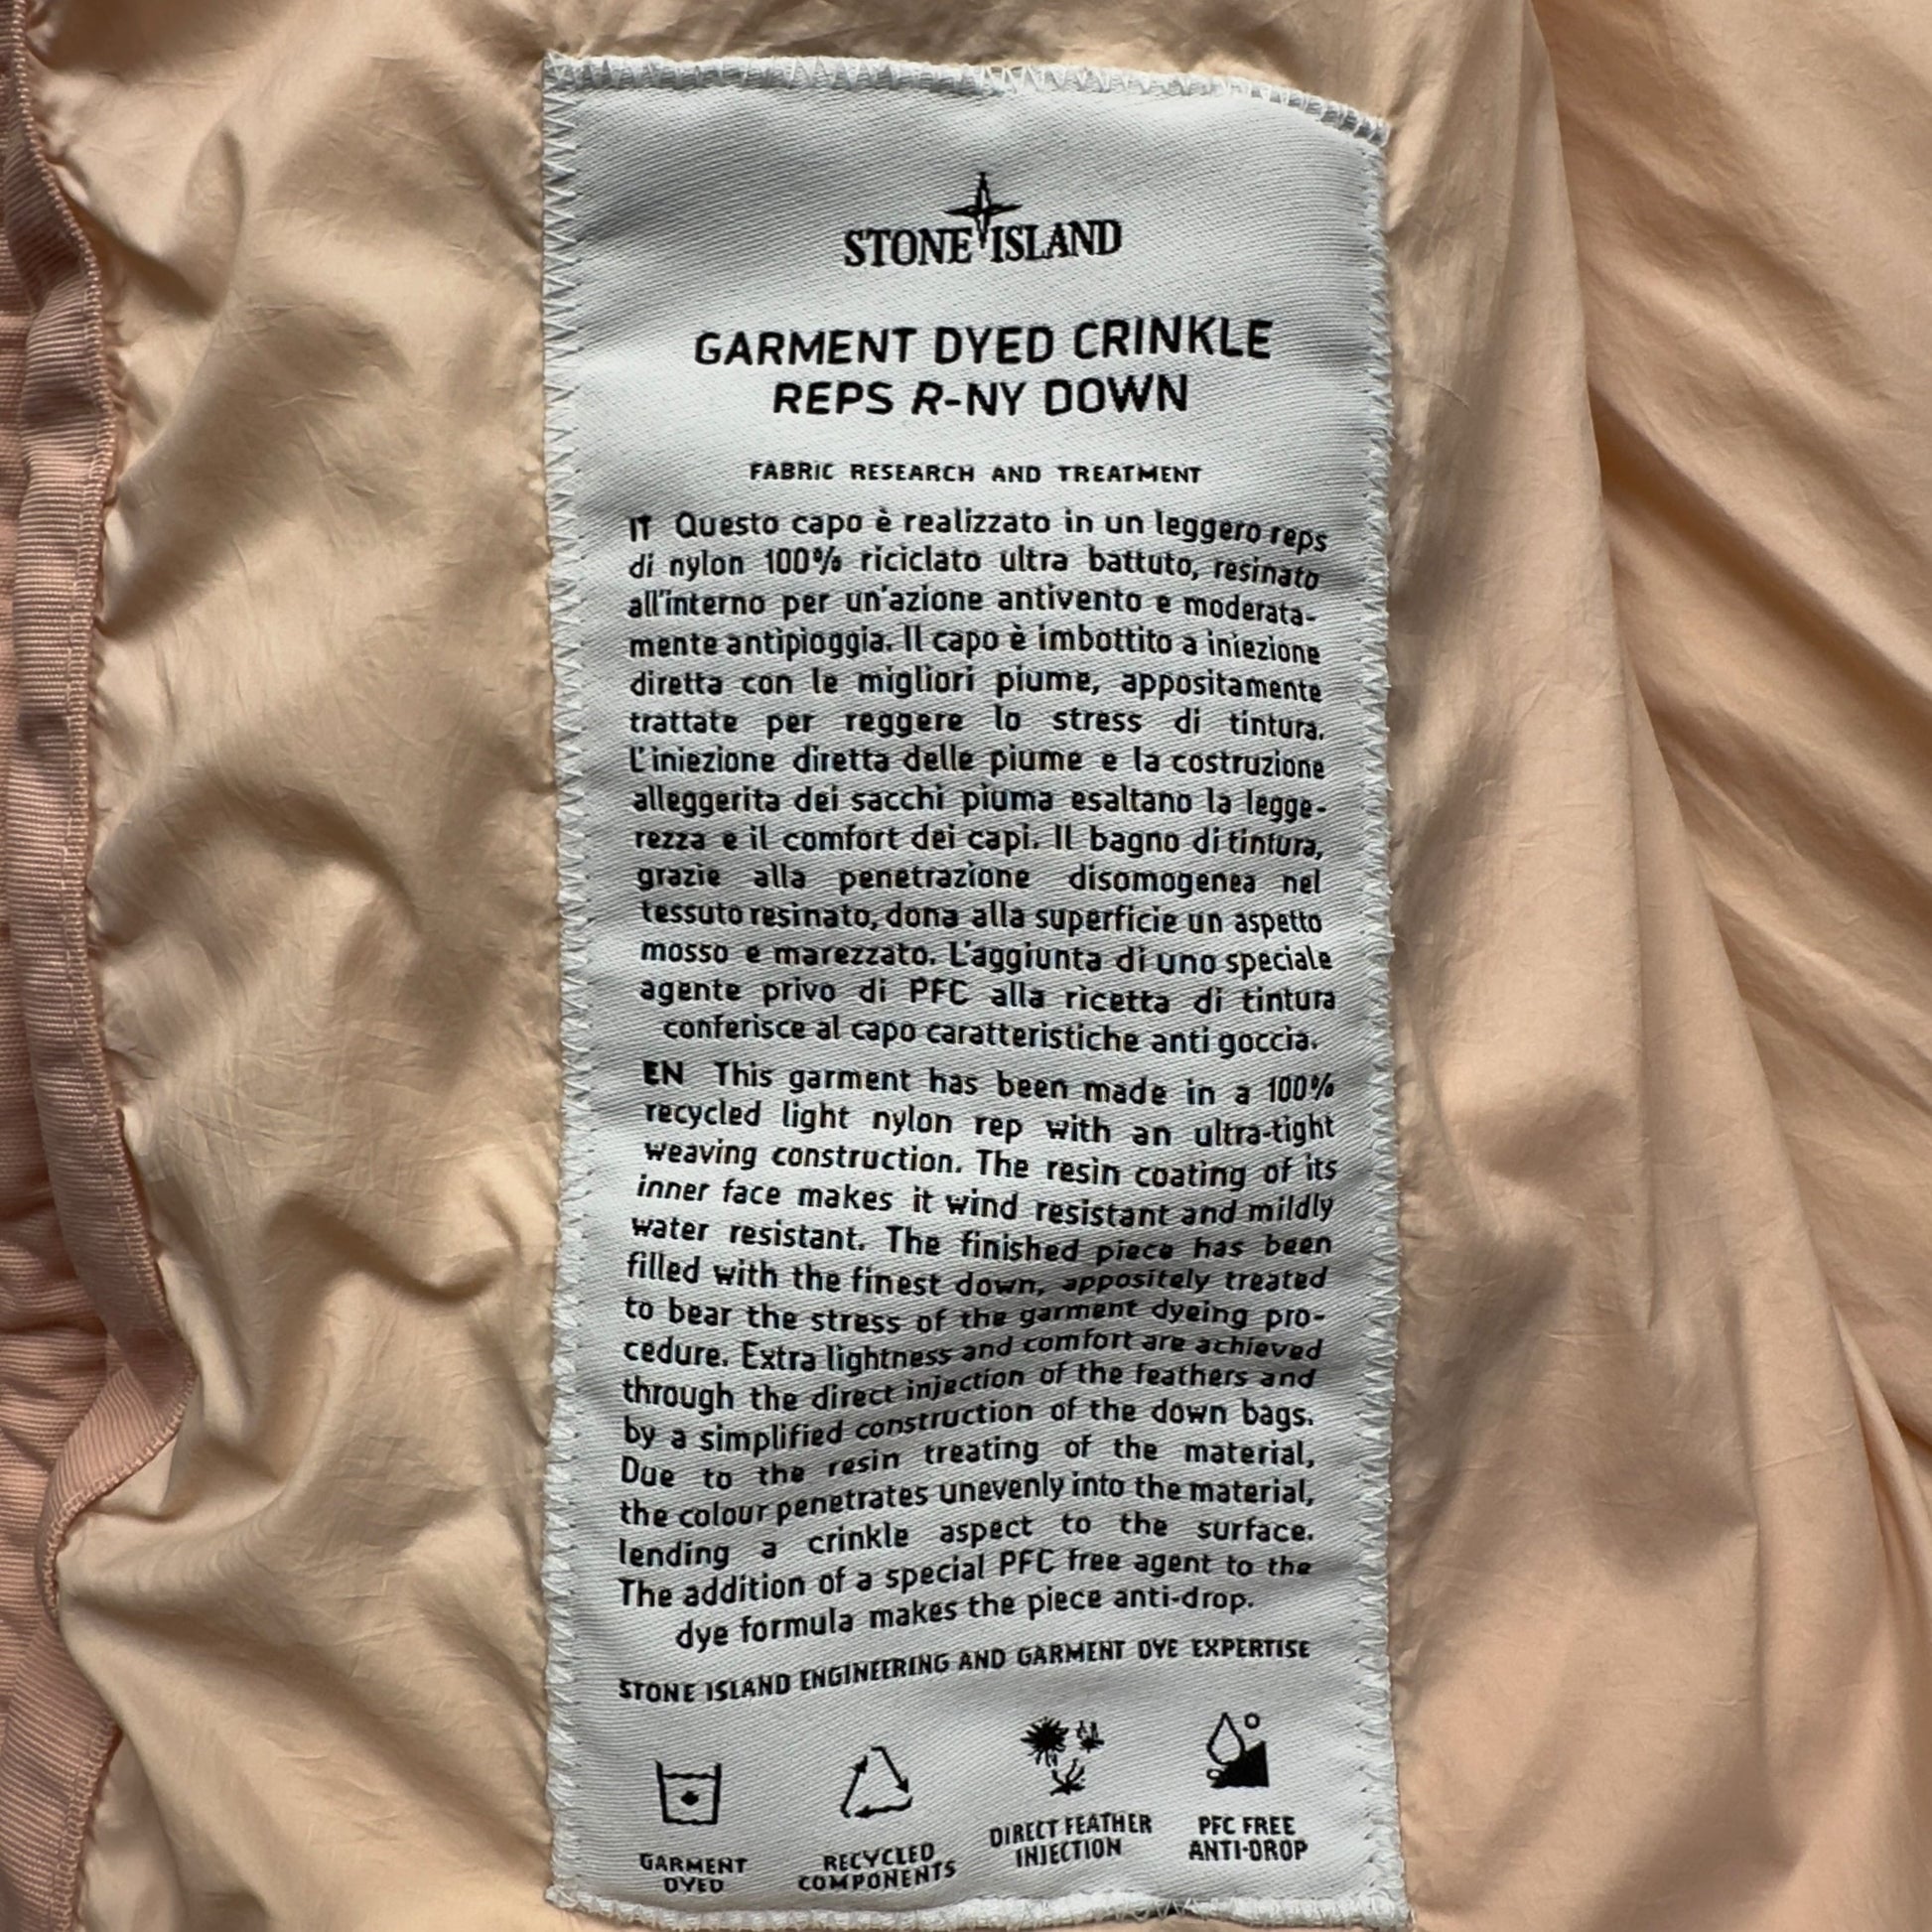 STONE ISLAND
GARMENT DYED CRINKLE
REPS R-NY DOWN
FABRIC RESEARCH AND TREATMENT
IT Questo capo è realizzato in un leggero reps
di nylon 100% riciclato ultra battuto, resinato
all'interno per un'azione antivento e moderata-
mente antipioggia. Il capo è imbottito a iniezione
diretta con le migliori piume, appositamente
trattate per reggere lo stress di tintura.
L'iniezione diretta delle piume e la costruzione
alleggerita dei sacchi piuma esaltano la legge-
rezza e il comfort dei capi. Il bagno di tintura,
grazie alla penetrazione disomogenea nel
tessuto resinato, dona alla superficie un aspetto
mosso e marezzato. L'aggiunta di uno speciale
agente privo di PFC alla ricetta di tintura
conferisce al capo caratteristiche anti goccia.
EN This garment has been made in a 100%
recycled light nylon rep with an ultra-tight
weaving construction. The resin coating of its
inner face makes it wind resistant and mildly
water resistant. The finished piece has been
filled with the finest down, appositely treated
to bear the stress of the garment dyeing pro-
cedure. Extra lightness and comfort are achieved
through the direct injection of the feathers and
by a simplified construction of the down bags.
Due to the resin treating of the material,
the colour penetrates unevenly into the material,
lending a crinkle aspect to the surface.
The addition of a special PFC free agent to the
dye formula makes the piece anti-drop.
STONE ISLAND ENGINEERING AND GARMENT DYE EXPERTISE
GARMENT
DYED
RECYCLED
COMPONENTS
DIRECT FEATHER
INJECTION
PFC FREE
ANTI-DROP